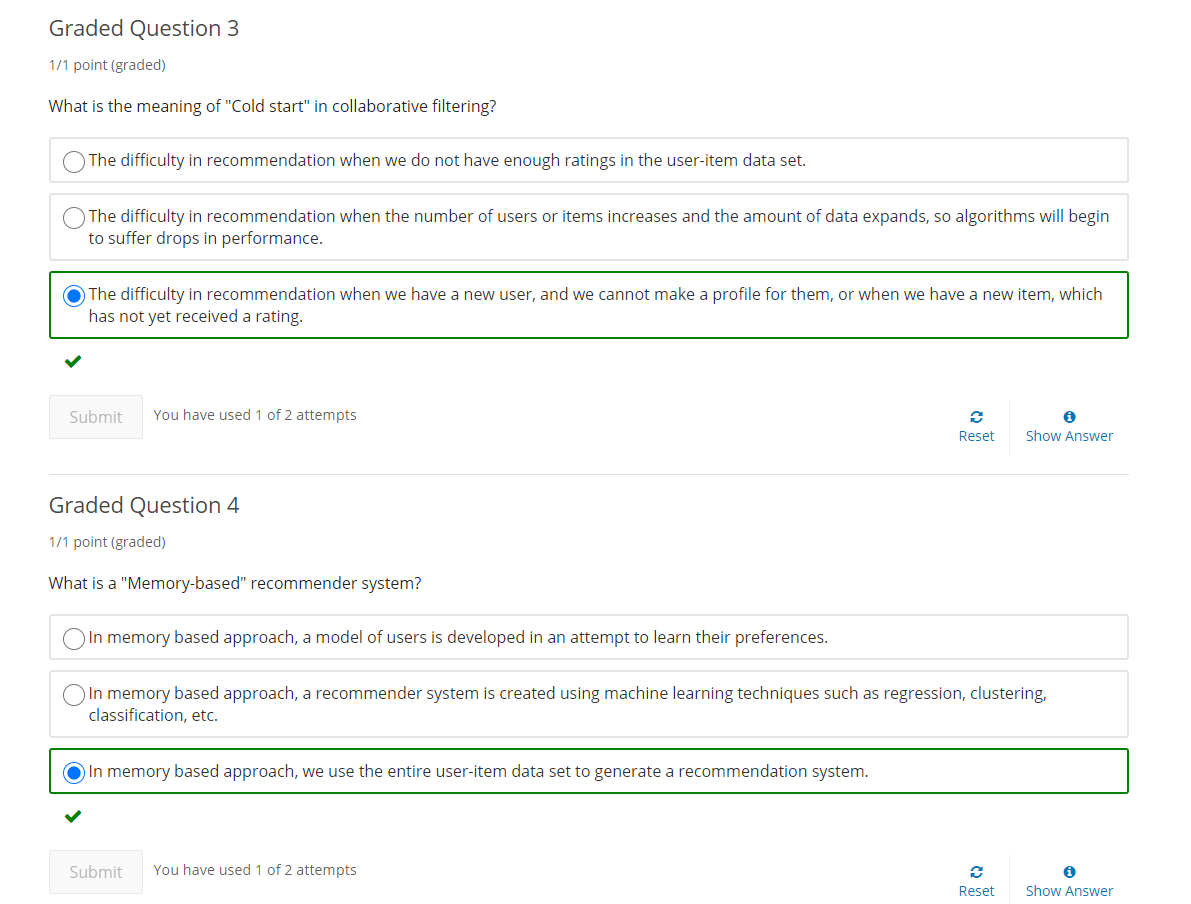 Graded Question 3
1/1 point (graded)
What is the meaning of "Cold start" in collaborative filtering?
The difficulty in recommendation when we do not have enough ratings in the user-item data set.
The difficulty in recommendation when the number of users or items increases and the amount of data expands, so algorithms will begin
to suffer drops in performance.
The difficulty in recommendation when we have a new user, and we cannot make a profile for them, or when we have a new item, which
has not yet received a rating.
Submit
You have used 1 of 2 attempts
Reset
Show Answer
Graded Question 4
1/1 point (graded)
What is a "Memory-based" recommender system?
In memory based approach, a model of users is developed in an attempt to learn their preferences.
In memory based approach, a recommender system is created using machine learning techniques such as regression, clustering,
classification, etc.
In memory based approach, we use the entire user-item data set to generate a recommendation system.
Submit
You have used 1 of 2 attempts
Reset
Show Answer